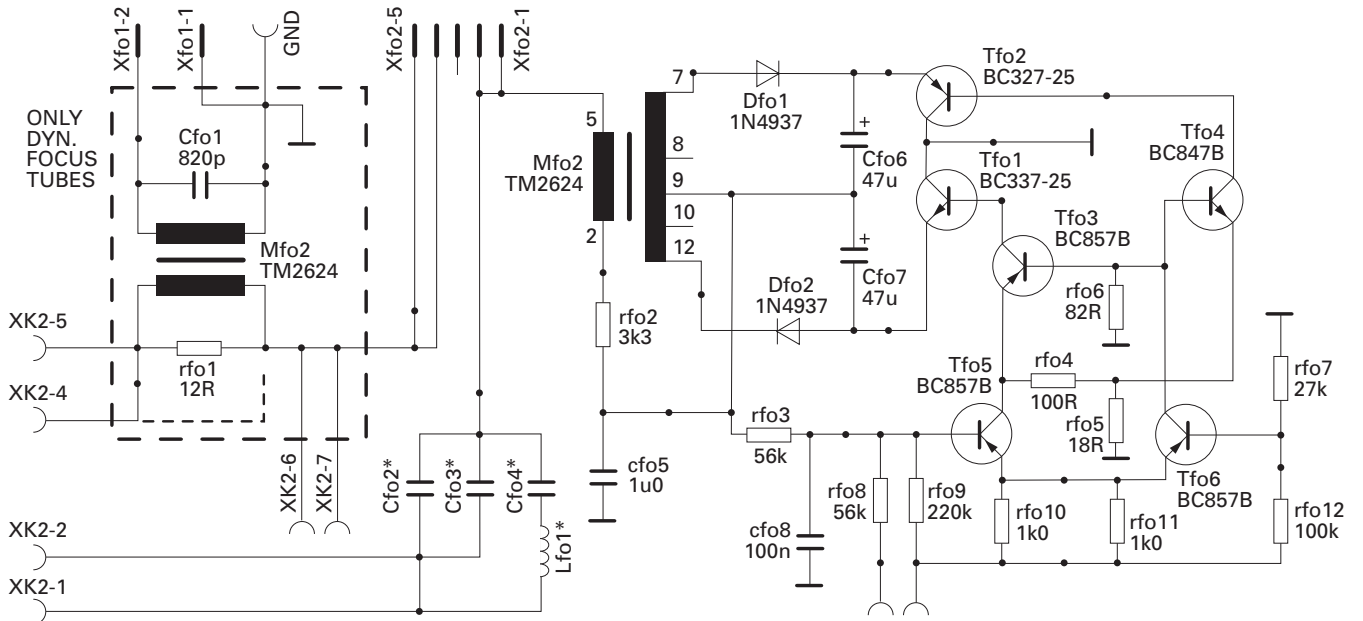 Xfo1-2
Xfo1-1
GND
Xfo2-5
Xfo2-1
ONLY
DYN.
FOCUS
TUBES
Cfo1
820p
Mfo2
TM2624
XK2-5
rfo1
12R
XK2-4
XK2-6
XK2-7
XK2-2
XK2-1
Cfo2*
Cfo3*
Cfo4*
Lfo1*
5
Mfo2
TM2624
2
rfo2
3k3
cfo5
1u0
7
8
9
10
12
Dfo1
1N4937
+
Cfo6
47u
+
Cfo7
47u
Dfo2
1N4937
Tfo2
BC327-25
Tfo1
BC337-25
Tfo4
BC847B
Tfo3
BC857B
rfo6
82R
rfo4
100R
rfo5
18R
Tfo5
BC857B
rfo3
56k
rfo7
27k
Tfo6
BC857B
rfo8
56k
rfo9
220k
cfo8
100n
rfo10
1k0
rfo11
1k0
rfo12
100k